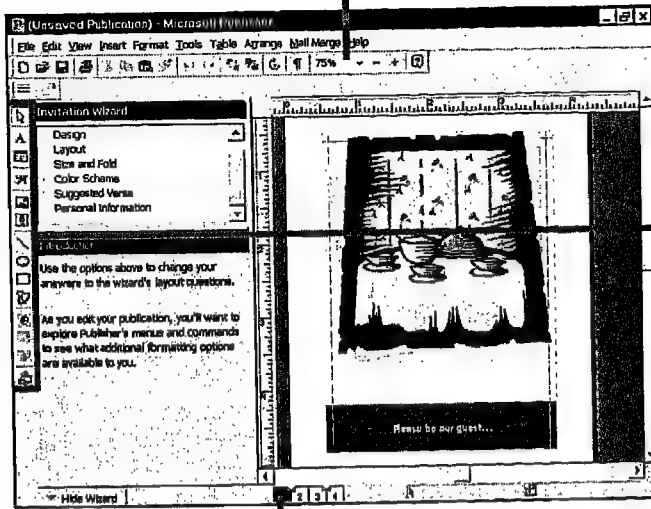 (Unsaved Publication) - Microsoft Publisher
File Edit View Insert Format Tools Table Arrange Mail Merge Help
75%
Invitation Wizard
Design
Layout
Size and Fold
Color Scheme
Suggested Verse
Personal Information
Introduction
Use the options above to change your
answers to the wizard's layout questions.
As you edit your publication, you'll want to
explore Publisher's menus and commands
to see what additional formatting options
are available to you.
Please be our guest...
Hide Wizard
2 3 4